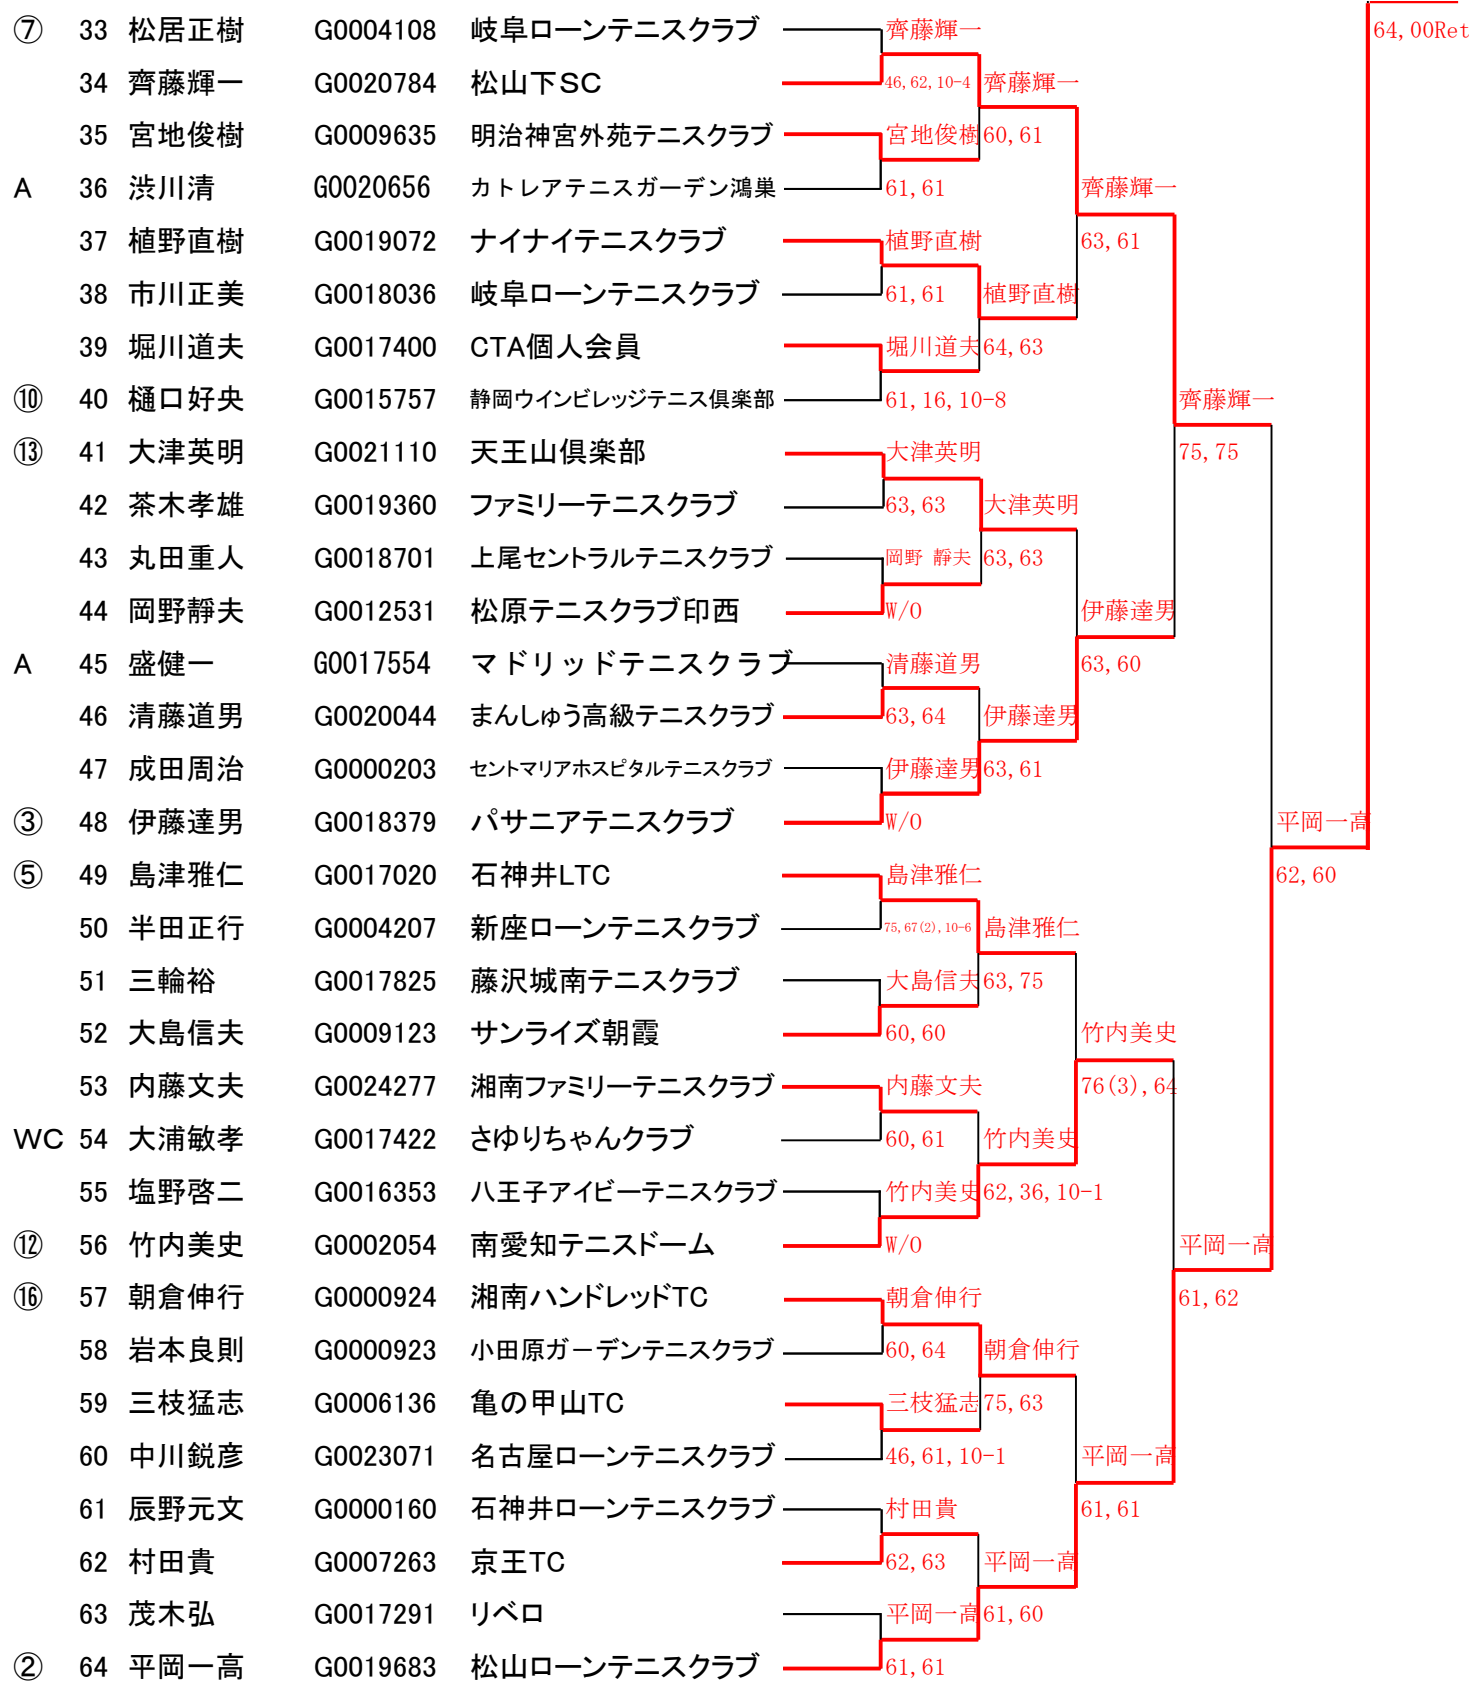 ⑦ 33 松居正樹 G0004108 岐阜ローンテニスクラブ 齊藤輝一 64,00Ret
34 齊藤輝一 G0020784 松山下SC 46,62,10-4 齊藤輝一
35 宮地俊樹 G0009635 明治神宮外苑テニスクラブ 宮地俊樹 60,61
A 36 渋川清 G0020656 カトレアテニスガーデン鴻巣 61,61 齊藤輝一
37 植野直樹 G0019072 ナイナイテニスクラブ 植野直樹 63,61
38 市川正美 G0018036 岐阜ローンテニスクラブ 61,61 植野直樹
39 堀川道夫 G0017400 CTA個人会員 堀川道夫 64,63
⑩ 40 樋口好央 G0015757 静岡ウインビレッジテニス倶楽部 61,16,10-8 齊藤輝一
⑬ 41 大津英明 G0021110 天王山倶楽部 大津英明 75,75
42 茶木孝雄 G0019360 ファミリーテニスクラブ 63,63 大津英明
43 丸田重人 G0018701 上尾セントラルテニスクラブ 岡野 靜夫 63,63
44 岡野靜夫 G0012531 松原テニスクラブ印西 W/O 伊藤達男
A 45 盛健一 G0017554 マドリッドテニスクラブ 清藤道男 63,60
46 清藤道男 G0020044 まんしゅう高級テニスクラブ 63,64 伊藤達男
47 成田周治 G0000203 セントマリアホスピタルテニスクラブ 伊藤達男 63,61
③ 48 伊藤達男 G0018379 パサニアテニスクラブ W/O 平岡一高
⑤ 49 島津雅仁 G0017020 石神井LTC 島津雅仁 62,60
50 半田正行 G0004207 新座ローンテニスクラブ 75,67(2),10-6 島津雅仁
51 三輪裕 G0017825 藤沢城南テニスクラブ 大島信夫 63,75
52 大島信夫 G0009123 サンライズ朝霞 60,60 竹内美史
53 内藤文夫 G0024277 湘南ファミリーテニスクラブ 内藤文夫 76(3),64
WC 54 大浦敏孝 G0017422 さゆりちゃんクラブ 60,61 竹内美史
55 塩野啓二 G0016353 八王子アイビーテニスクラブ 竹内美史 62,36,10-1
⑫ 56 竹内美史 G0002054 南愛知テニスドーム W/O 平岡一高
⑯ 57 朝倉伸行 G0000924 湘南ハンドレッドTC 朝倉伸行 61,62
58 岩本良則 G0000923 小田原ガーデンテニスクラブ 60,64 朝倉伸行
59 三枝猛志 G0006136 亀の甲山TC 三枝猛志 75,63
60 中川鋭彦 G0023071 名古屋ローンテニスクラブ 46,61,10-1 平岡一高
61 辰野元文 G0000160 石神井ローンテニスクラブ 村田貴 61,61
62 村田貴 G0007263 京王TC 62,63 平岡一高
63 茂木弘 G0017291 リベロ 平岡一高 61,60
② 64 平岡一高 G0019683 松山ローンテニスクラブ 61,61